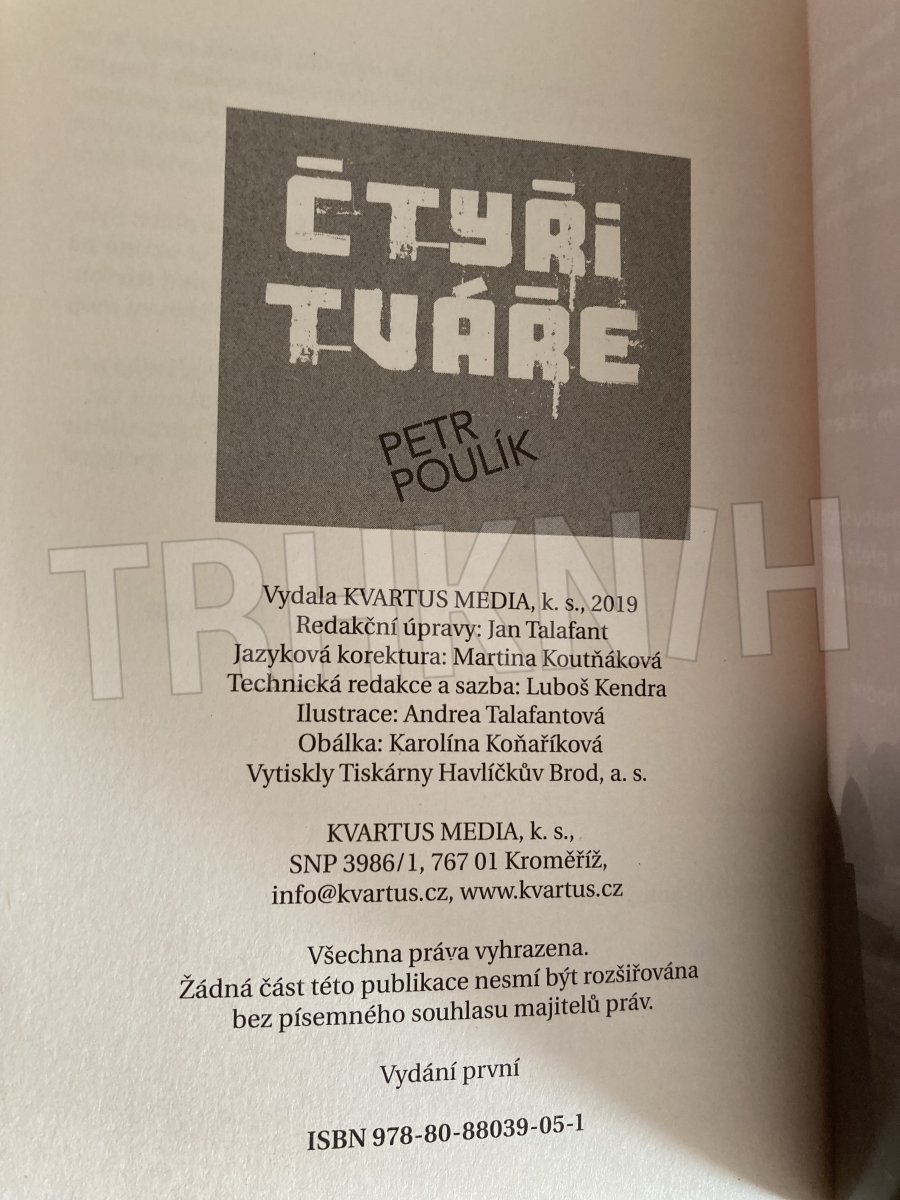 ČTYŘI
TVÁŘE
PETR
POULÍK
TRHKNIH
Vydala KVARTUS MEDIA, k. s., 2019
Redakční úpravy: Jan Talafant
Jazyková korektura: Martina Koutňáková
Technická redakce a sazba: Luboš Kendra
Ilustrace: Andrea Talafantová
Obálka: Karolína Koňaříková
Vytiskly Tiskárny Havlíčkův Brod, a. s.
KVARTUS MEDIA, k. s.,
SNP 3986/1, 767 01 Kroměříž,
info@kvartus.cz, www.kvartus.cz
Všechna práva vyhrazena.
Žádná část této publikace nesmí být rozšiřována
bez písemného souhlasu majitelů práv.
Vydání první
ISBN 978-80-88039-05-1